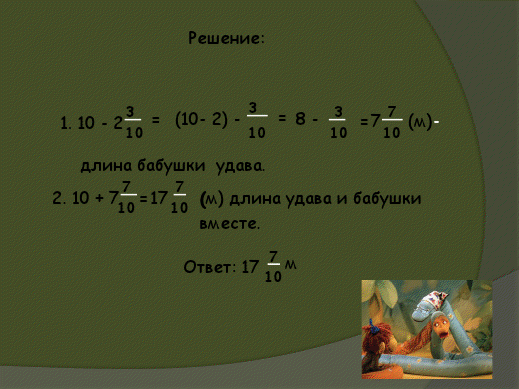 Решение:
1. 10 - 2 3/10 = (10- 2) - 3/10 = 8 - 3/10 =7 7/10 (м)-
длина бабушки удава.
2. 10 + 7 7/10 =17 7/10 (м) длина удава и бабушки
вместе.
Ответ: 17 7/10 м